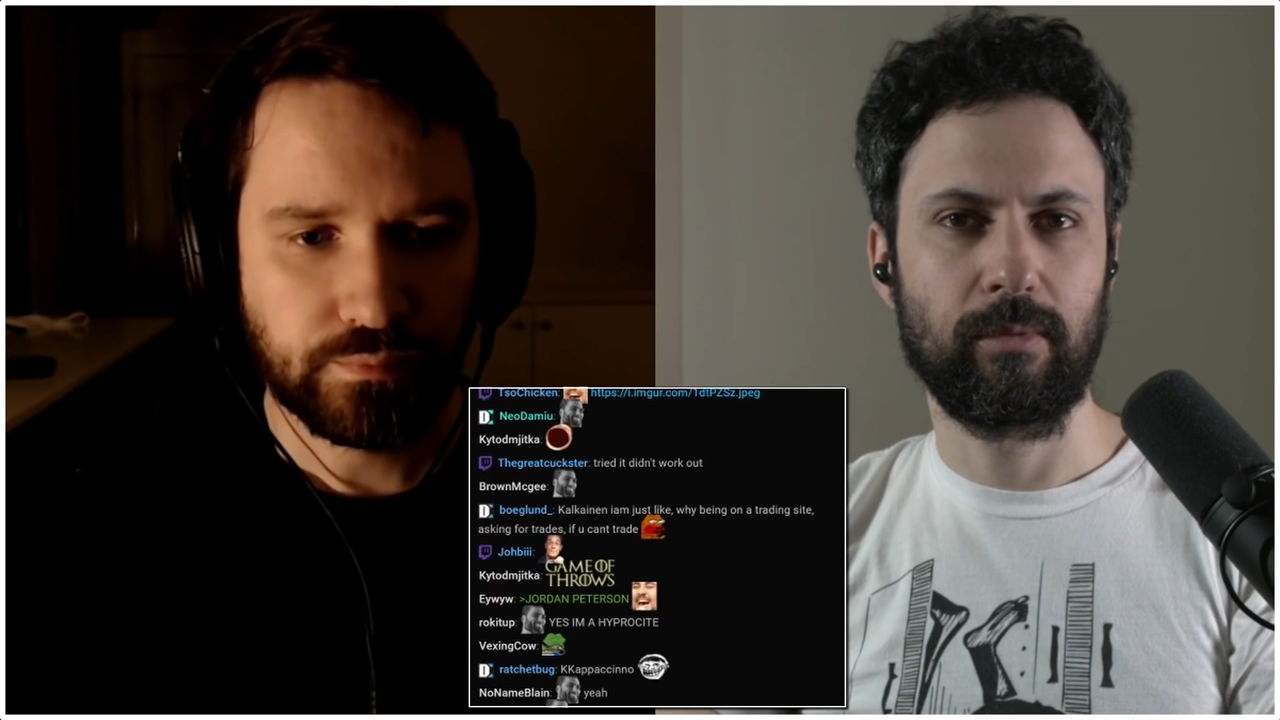 TsoChicken: https://i.imgur.com/1dtPZSz.jpeg
NeoDamiu:
Kytodmjitka:
Thegreatcuckster: tried it didn't work out
BrownMcgee:
boeglund_: Kalkainen iam just like, why being on a trading site,
asking for trades, if u cant trade
Johbiii:
Kytodmjitka: GAME OF THROWS
Eywyw: >JORDAN PETERSON
rokitup: YES IM A HYPROCITE
VexingCow:
ratchetbug: KKappaccinno
NoNameBlain: yeah